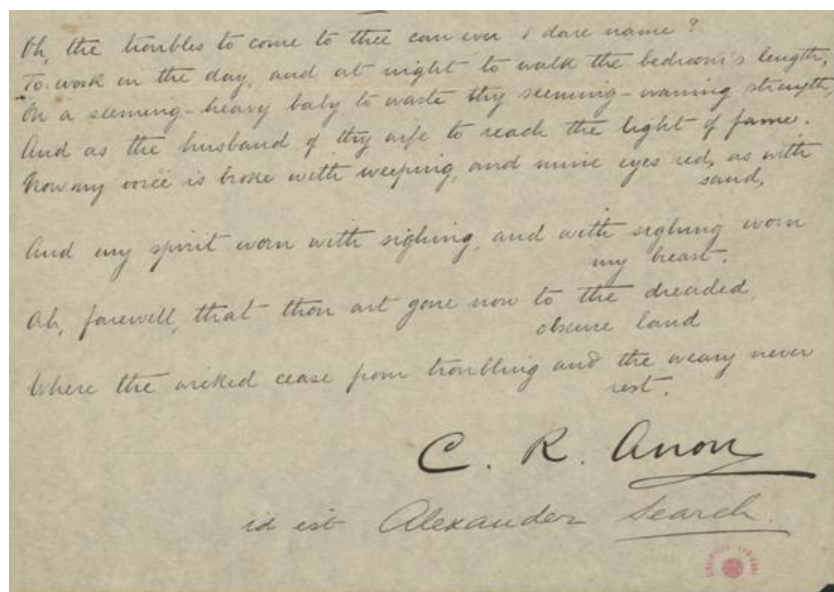 Oh, the troubles to come to thee can ever I dare name?
To work in the day, and at night to walk the bedroom's length,
On a seeming-heavy baby to waste thy seeming-waning strength,
And as the husband of thy wife to reach the light of fame.
Now my voice is broke with weeping, and mine eyes red, as with
sand,
And my spirit worn with sighing, and with sighing worn
my breast.
Ah, farewell, that thou art gone now to the dreaded,
obscure land
Where the wicked cease from troubling and the weary never
rest.
C. R. Anon
id est Alexander Search.